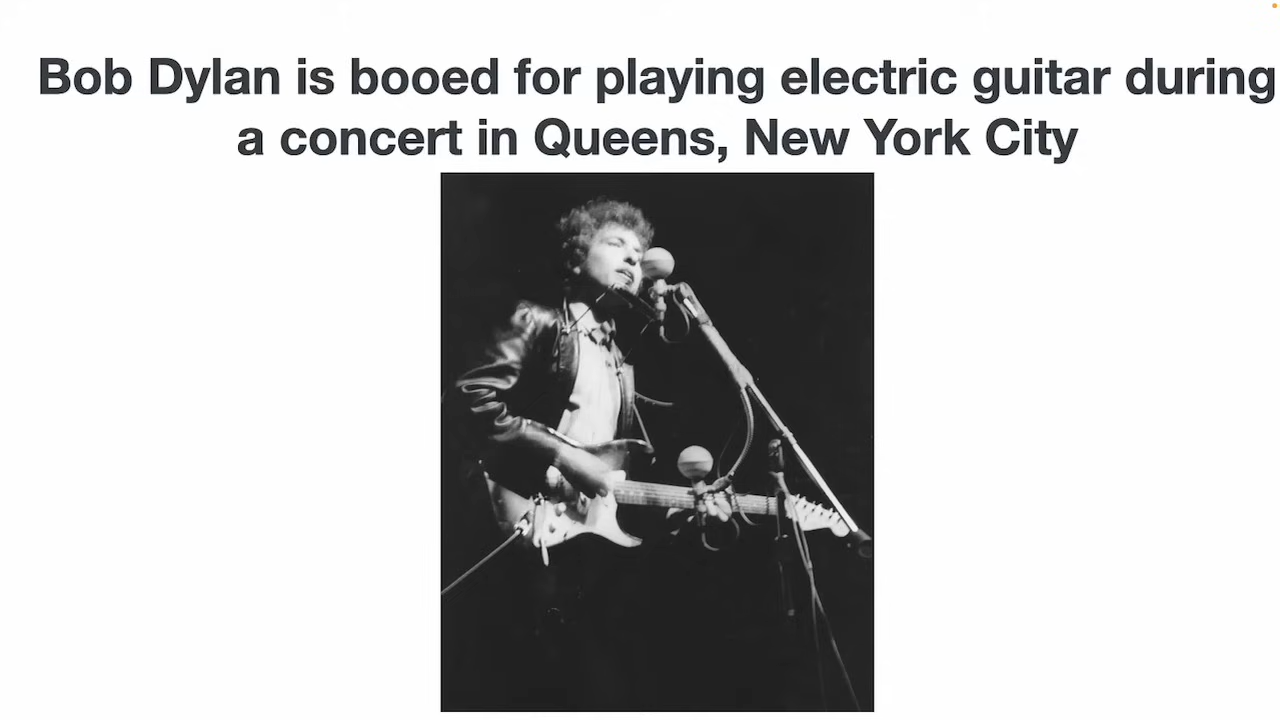 Bob Dylan is booed for playing electric guitar during
a concert in Queens, New York City